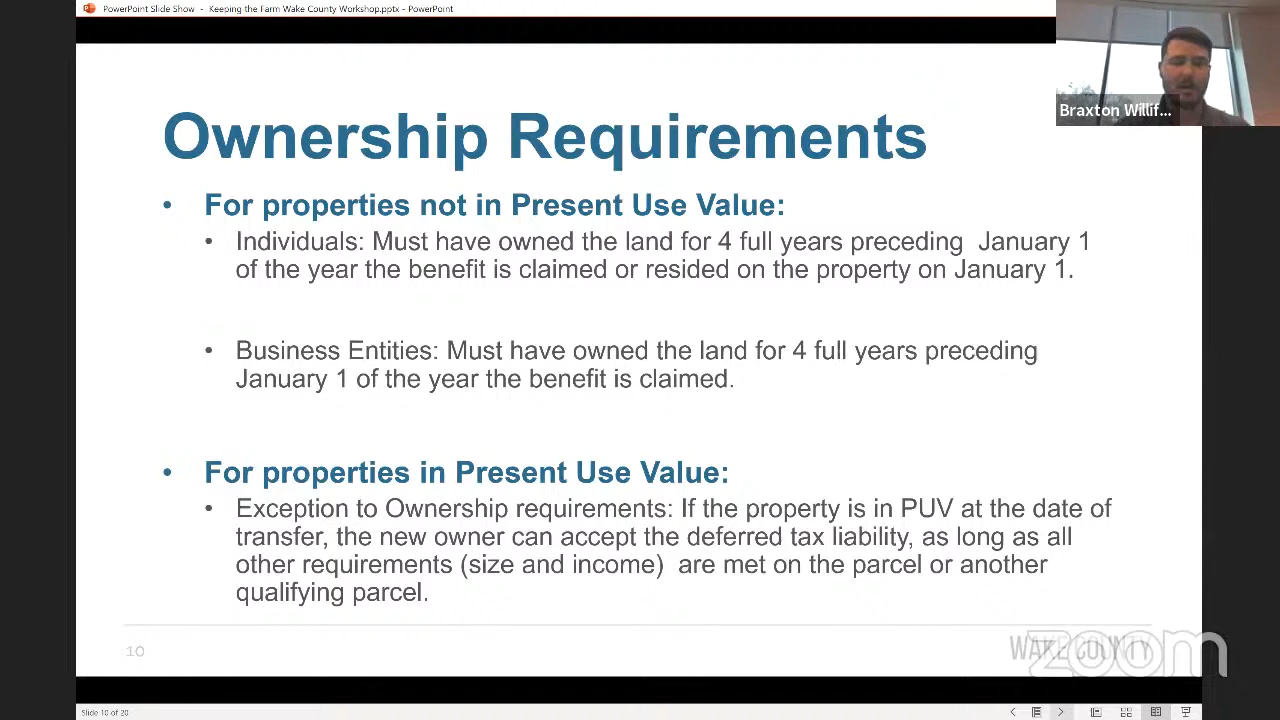 PowerPoint Slide Show - Keeping the Farm Wake County Workshop.pptx - PowerPoint
Braxton Willif...
Ownership Requirements
• For properties not in Present Use Value:
• Individuals: Must have owned the land for 4 full years preceding January 1
of the year the benefit is claimed or resided on the property on January 1.
• Business Entities: Must have owned the land for 4 full years preceding
January 1 of the year the benefit is claimed.
• For properties in Present Use Value:
• Exception to Ownership requirements: If the property is in PUV at the date of
transfer, the new owner can accept the deferred tax liability, as long as all
other requirements (size and income) are met on the parcel or another
qualifying parcel.
10
WAKE COUNTY
zoom
Slide 10 of 20